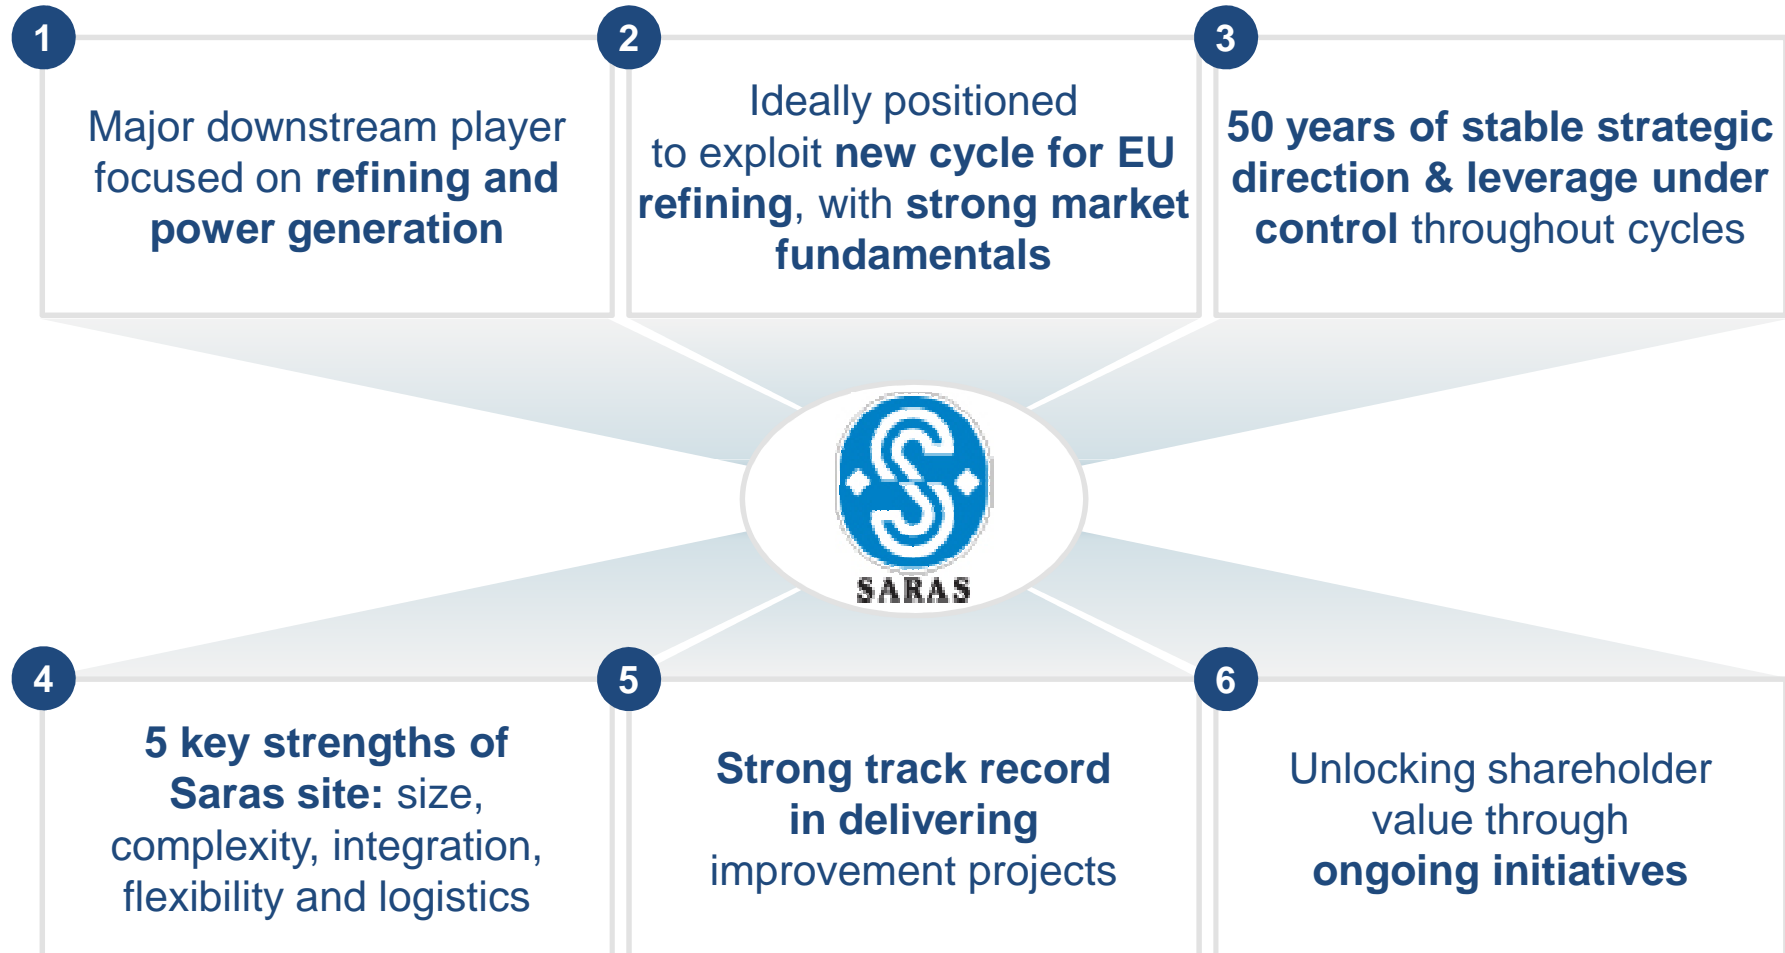 1
Major downstream player
focused on refining and
power generation
2
Ideally positioned
to exploit new cycle for EU
refining, with strong market
fundamentals
3
50 years of stable strategic
direction & leverage under
control throughout cycles
SARAS
4
5 key strengths of
Saras site: size,
complexity, integration,
flexibility and logistics
5
Strong track record
in delivering
improvement projects
6
Unlocking shareholder
value through
ongoing initiatives